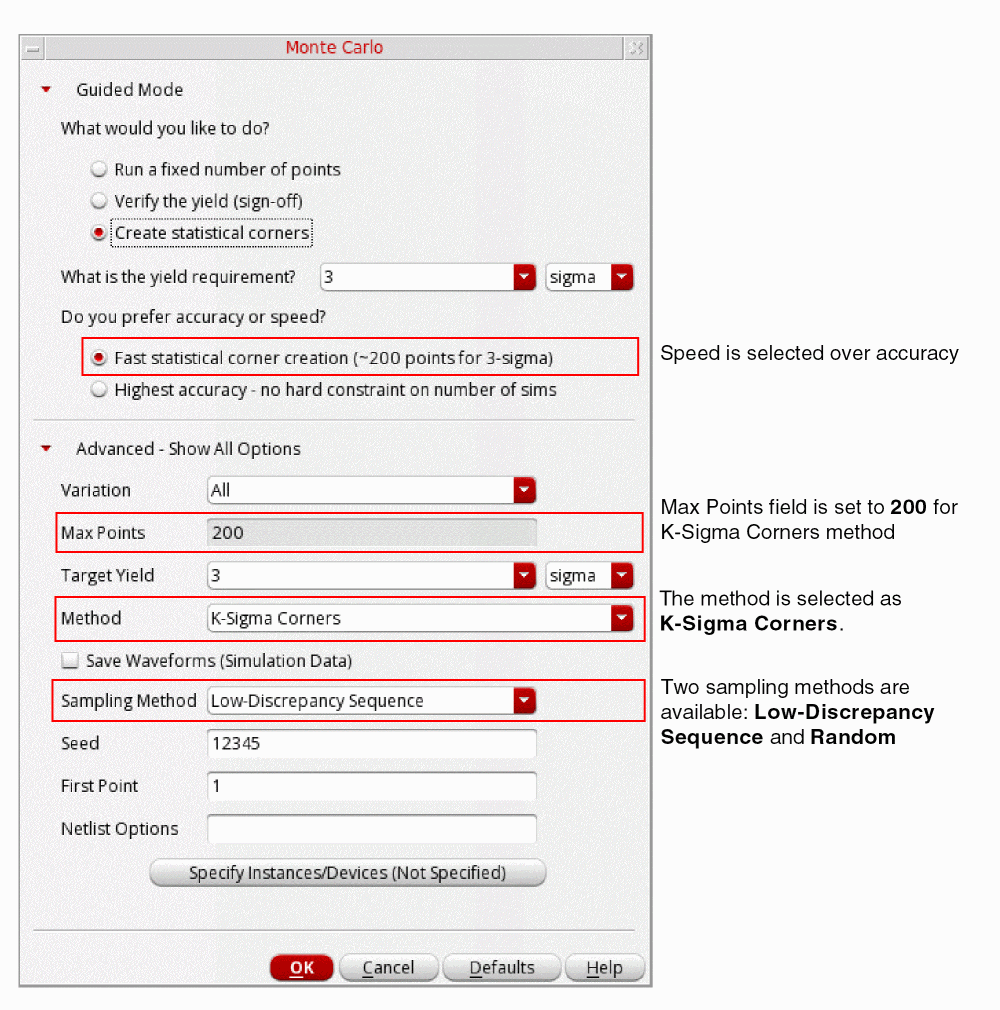 Monte Carlo
Guided Mode
What would you like to do?
Run a fixed number of points
Verify the yield (sign-off)
Create statistical corners
What is the yield requirement? 3 sigma
Do you prefer accuracy or speed?
Fast statistical corner creation (~200 points for 3-sigma)
Speed is selected over accuracy
Highest accuracy - no hard constraint on number of sims
Advanced - Show All Options
Variation All
Max Points 200
Max Points field is set to 200 for
K-Sigma Corners method
Target Yield 3 sigma
Method K-Sigma Corners
The method is selected as
K-Sigma Corners.
Save Waveforms (Simulation Data)
Sampling Method Low-Discrepancy Sequence
Two sampling methods are
available: Low-Discrepancy
Sequence and Random
Seed 12345
First Point 1
Netlist Options
Specify Instances/Devices (Not Specified)
OK Cancel Defaults Help